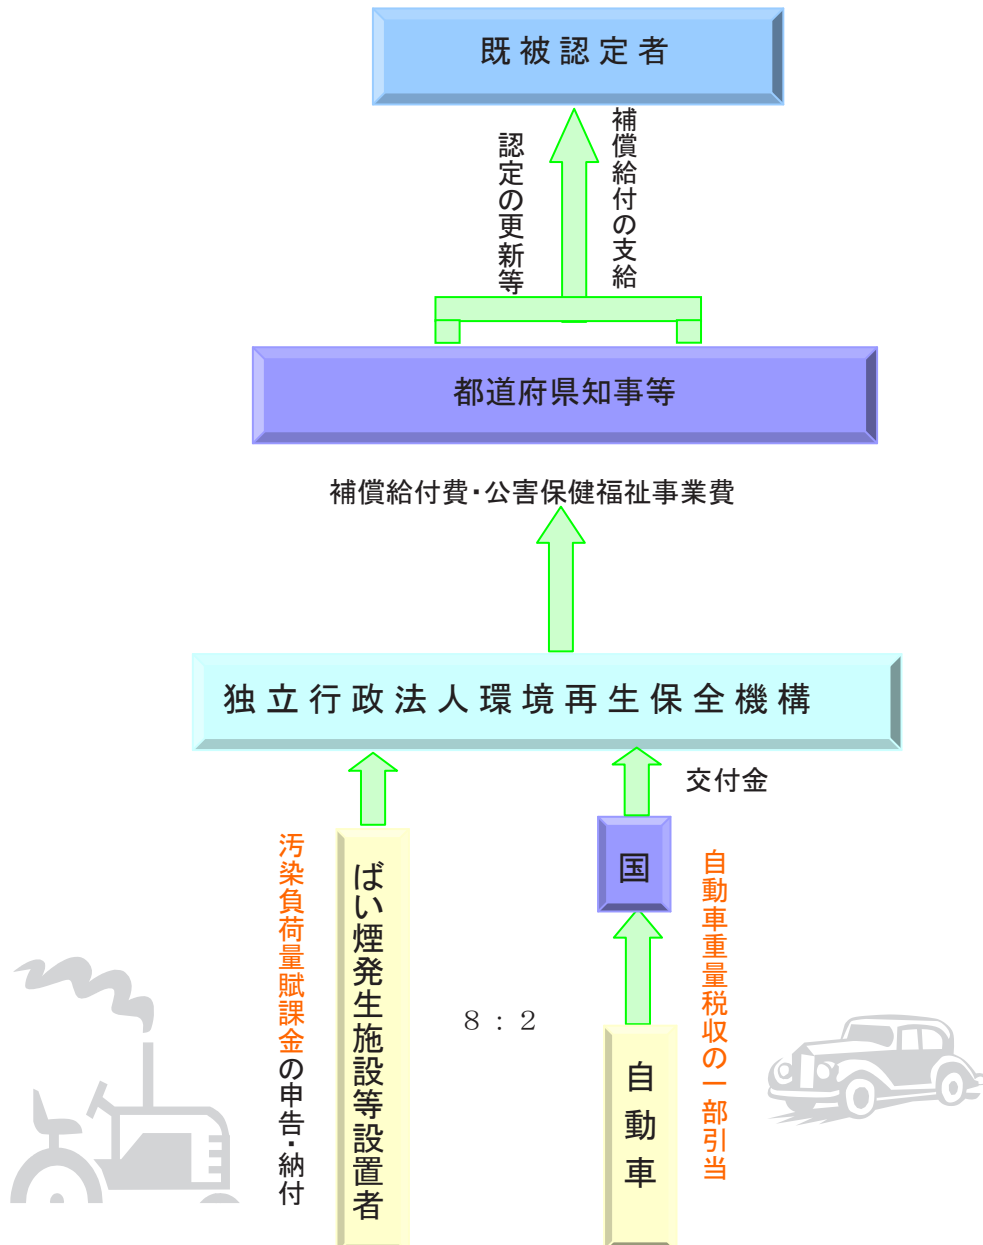 既被認定者
認定の更新等
補償給付の支給
都道府県知事等
補償給付費・公害保健福祉事業費
独立行政法人環境再生保全機構
交付金
国
汚染負荷量賦課金の申告・納付
ばい煙発生施設等設置者
8：2
自動車
自動車重量税収の一部引当